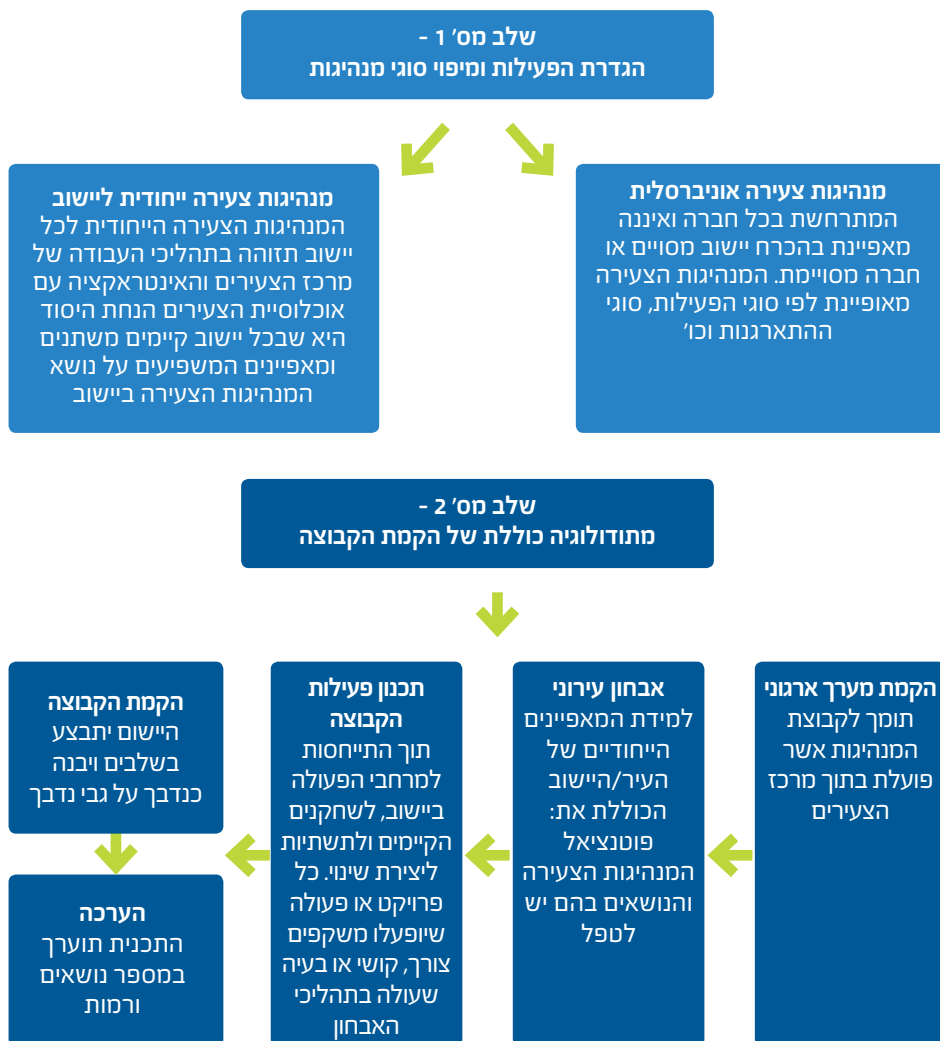 שלב מס' 1 -
הגדרת הפעילות ומיפוי סוגי מנהיגות
מנהיגות צעירה אוניברסלית
המתרחשת בכל חברה ואיננה
מאפיינת בהכרח יישוב מסויים או
חברה מסויימת. המנהיגות הצעירה
מאופיינת לפי סוגי הפעילות, סוגי
ההתארגנות וכו'
מנהיגות צעירה ייחודית ליישוב
המנהיגות הצעירה הייחודית לכל
יישוב תזוהה בתהליכי העבודה של
מרכז הצעירים והאינטראקציה עם
אוכלוסיית הצעירים הנחת היסוד
היא שבכל יישוב קיימים משתנים
ומאפיינים המשפיעים על נושא
המנהיגות הצעירה ביישוב
שלב מס' 2 -
מתודולוגיה כוללת של הקמת הקבוצה
הקמת מערך ארגוני
תומך לקבוצת
המנהיגות אשר
פועלת בתוך מרכז
הצעירים
אבחון עירוני
למידת המאפיינים
הייחודיים של
העיר/היישוב
הכוללת את:
פוטנציאל
המנהיגות הצעירה
והנושאים בהם יש
לטפל
תכנון פעילות
הקבוצה
תוך התייחסות
למרחבי הפעולה
ביישוב, לשחקנים
הקיימים ולתשתיות
ליצירת שינוי. כל
פרויקט או פעולה
שיופעלו משקפים
צורך, קושי או בעיה
שעולה בתהליכי
האבחון
הקמת הקבוצה
היישום יתבצע
בשלבים ויבנה
כנדבך על גבי נדבך
הערכה
התכנית תוערך
במספר נושאים
ורמות